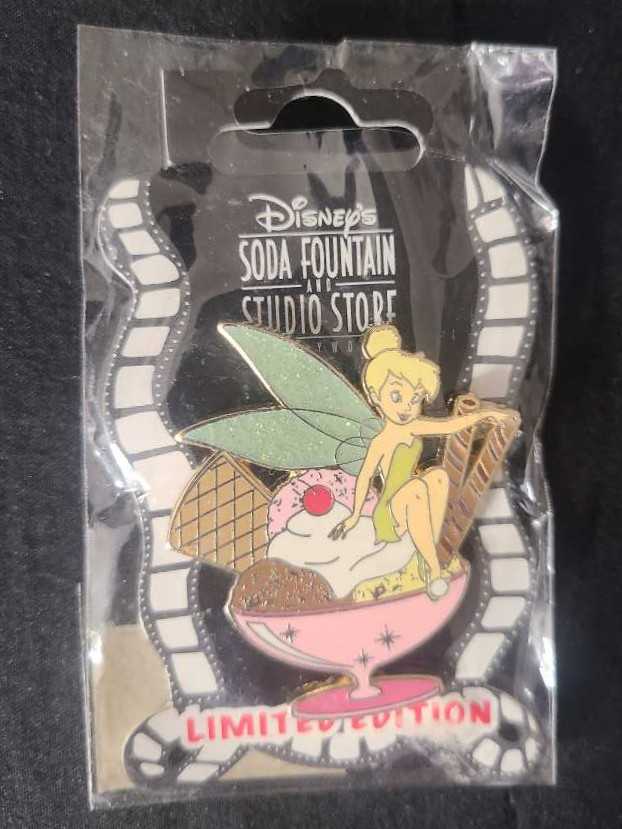 Disney's
SODA FOUNTAIN
AND
STUDIO STORE
LIMITED EDITION